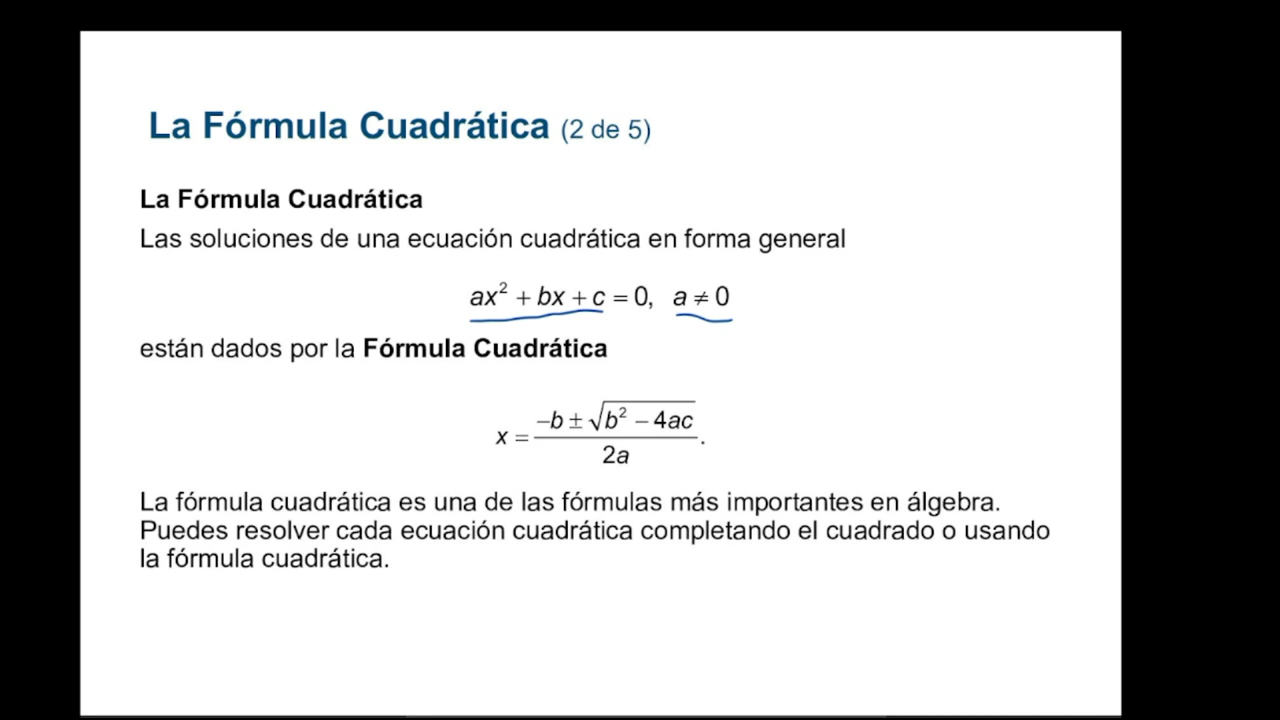 La Fórmula Cuadrática (2 de 5)
La Fórmula Cuadrática
Las soluciones de una ecuación cuadrática en forma general
ax² + bx + c = 0, a ≠ 0
están dados por la Fórmula Cuadrática
x = (–b ± √(b² – 4ac)) / 2a.
La fórmula cuadrática es una de las fórmulas más importantes en álgebra.
Puedes resolver cada ecuación cuadrática completando el cuadrado o usando
la fórmula cuadrática.